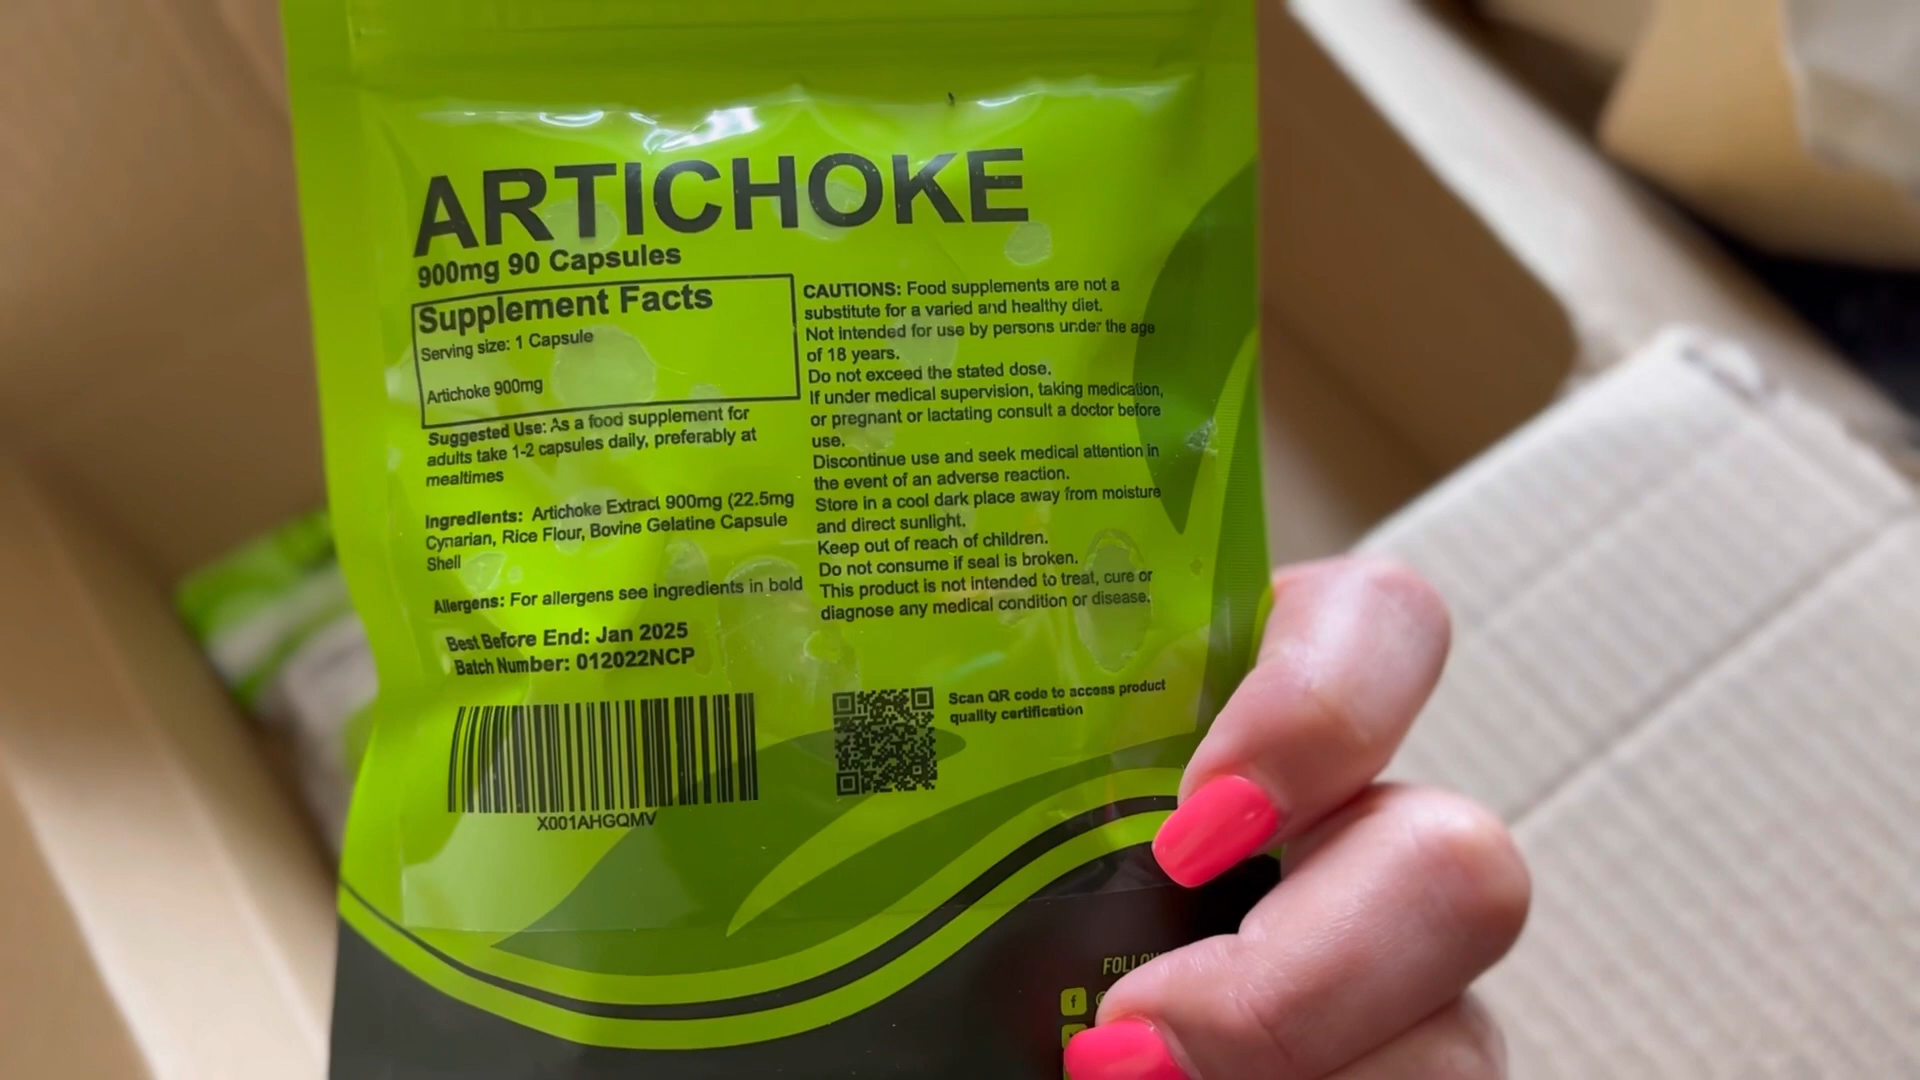 ARTICHOKE
900mg 90 Capsules
Supplement Facts
Serving size: 1 Capsule
Artichoke 900mg
Suggested Use: As a food supplement for
adults take 1-2 capsules daily, preferably at
mealtimes
Ingredients: Artichoke Extract 900mg (22.5mg
Cynarian, Rice Flour, Bovine Gelatine Capsule
Shell
Allergens: For allergens see ingredients in bold
Best Before End: Jan 2025
Batch Number: 012022NCP
X001AHGQMV
CAUTIONS: Food supplements are not a
substitute for a varied and healthy diet.
Not intended for use by persons under the age
of 18 years.
Do not exceed the stated dose.
If under medical supervision, taking medication,
or pregnant or lactating consult a doctor before
use.
Discontinue use and seek medical attention in
the event of an adverse reaction.
Store in a cool dark place away from moisture
and direct sunlight.
Keep out of reach of children.
Do not consume if seal is broken.
This product is not intended to treat, cure or
diagnose any medical condition or disease.
Scan QR code to access product
quality certification